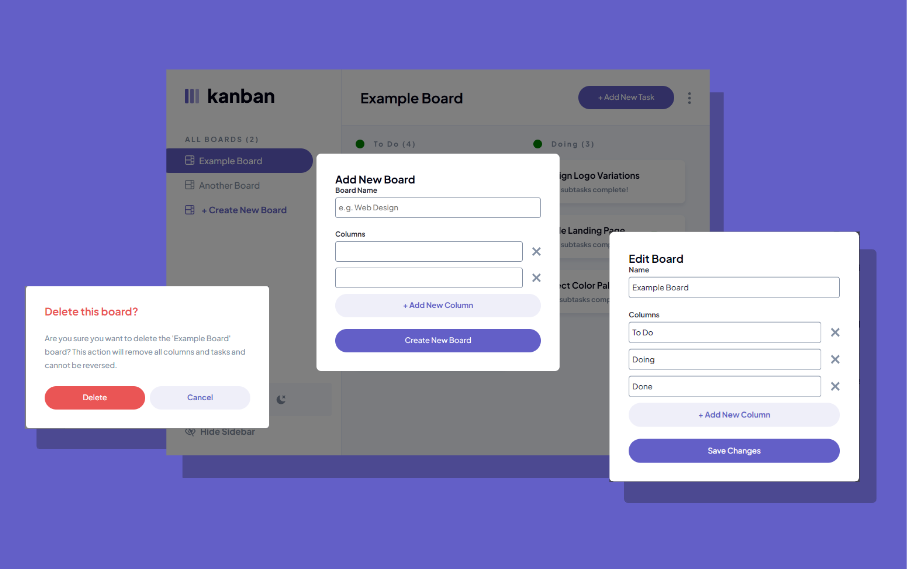 kanban
Example Board
+ Add New Task
ALL BOARDS (2)
Example Board
Another Board
+ Create New Board
Hide Sidebar
To Do (4)
Doing (3)
ign Logo Variations
subtasks complete!
le Landing Page
subtasks comp
ect Color Pal
subtasks comp
Add New Board
Board Name
e.g. Web Design
Columns
+ Add New Column
Create New Board
Delete this board?
Are you sure you want to delete the 'Example Board'
board? This action will remove all columns and tasks and
cannot be reversed.
Delete
Cancel
Edit Board
Name
Example Board
Columns
To Do
Doing
Done
+ Add New Column
Save Changes